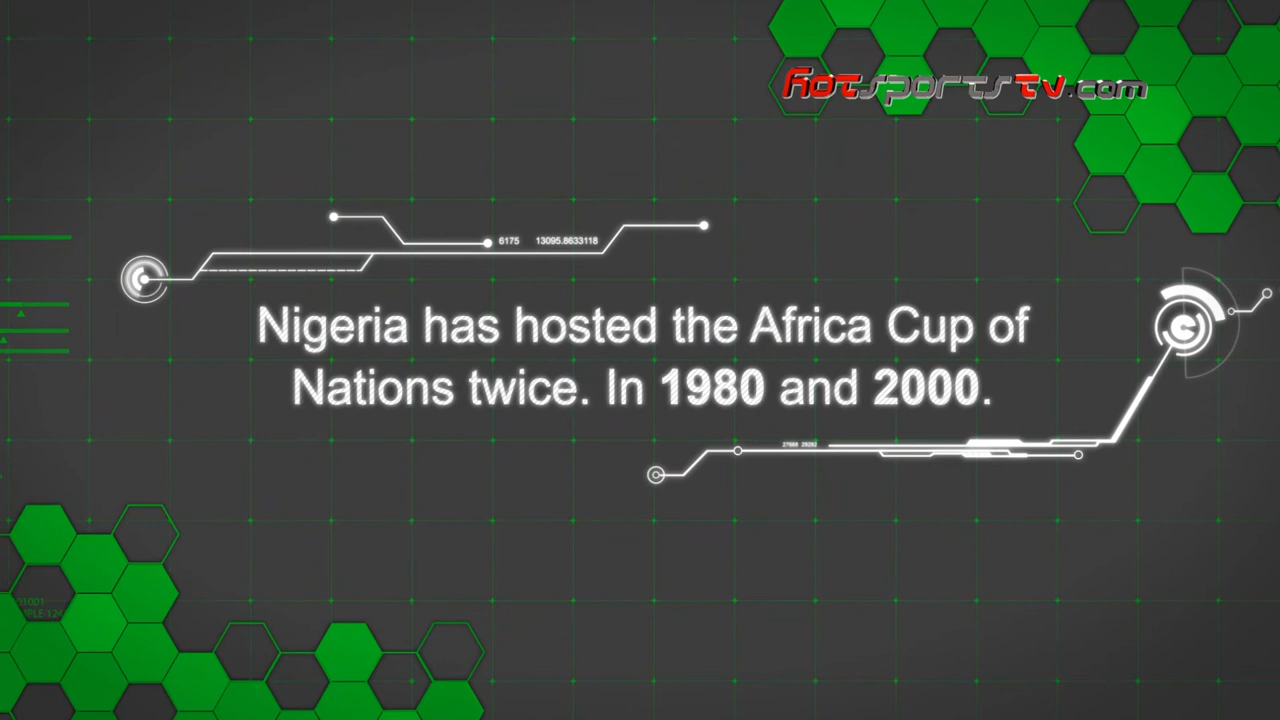 hotsportstv.com
6175 13095.8633118
Nigeria has hosted the Africa Cup of
Nations twice. In 1980 and 2000.